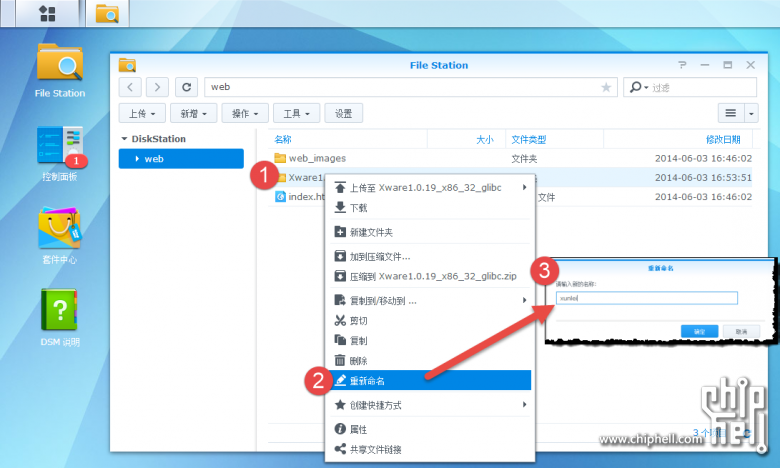 File Station
web
过滤
上传
新增
操作
工具
设置
DiskStation
web
名称
大小
文件类型
修改日期
web_images
文件夹
2014-06-03 16:46:02
1
Xware1
2014-06-03 16:53:51
index.ht
文件
2014-06-03 16:46:02
上传至 Xware1.0.19_x86_32_glibc
下载
新建文件夹
加到压缩文件...
压缩到 Xware1.0.19_x86_32_glibc.zip
复制到/移动到 ...
剪切
复制
删除
2
重新命名
创建快捷方式
属性
共享文件链接
3
重新命名
请输入新的名称:
xunlei
确定
取消
File Station
1
控制面板
套件中心
DSM 说明
3 个项目
chip
hell
www.chiphell.com